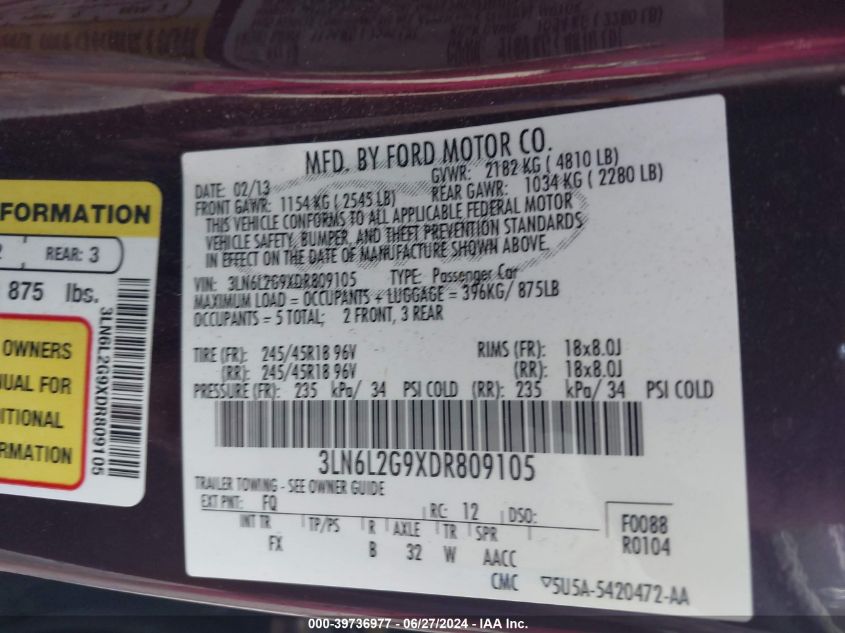 FORMATION
REAR: 3
875 lbs.
OWNERS
UAL FOR
ITIONAL
RMATION
3LN6L2G9XDR809105
MFD. BY FORD MOTOR CO.
DATE: 02/13 GVWR: 2182 KG ( 4810 LB)
FRONT GAWR: 1154 KG ( 2545 LB) REAR GAWR: 1034 KG ( 2280 LB)
THIS VEHICLE CONFORMS TO ALL APPLICABLE FEDERAL MOTOR
VEHICLE SAFETY, BUMPER, AND THEFT PREVENTION STANDARDS
IN EFFECT ON THE DATE OF MANUFACTURE SHOWN ABOVE.
VIN: 3LN6L2G9XDR809105 TYPE: Passenger Car
MAXIMUM LOAD = OCCUPANTS + LUGGAGE = 396KG/ 875LB
OCCUPANTS = 5 TOTAL; 2 FRONT, 3 REAR
TIRE (FR): 245/45R18 96V RIMS (FR): 18x8.0J
(RR): 245/45R18 96V (RR): 18x8.0J
PRESSURE (FR): 235 kPa/ 34 PSI COLD (RR): 235 kPa/ 34 PSI COLD
3LN6L2G9XDR809105
TRAILER TOWING - SEE OWNER GUIDE
EXT PNT: FQ RC: 12 DSO: F0088
INT TR TP/PS R AXLE TR SPR R0104
FX B 32 W AACC
CMC ▽5U5A-5420472-AA
000-39736977 - 06/27/2024 - IAA Inc.